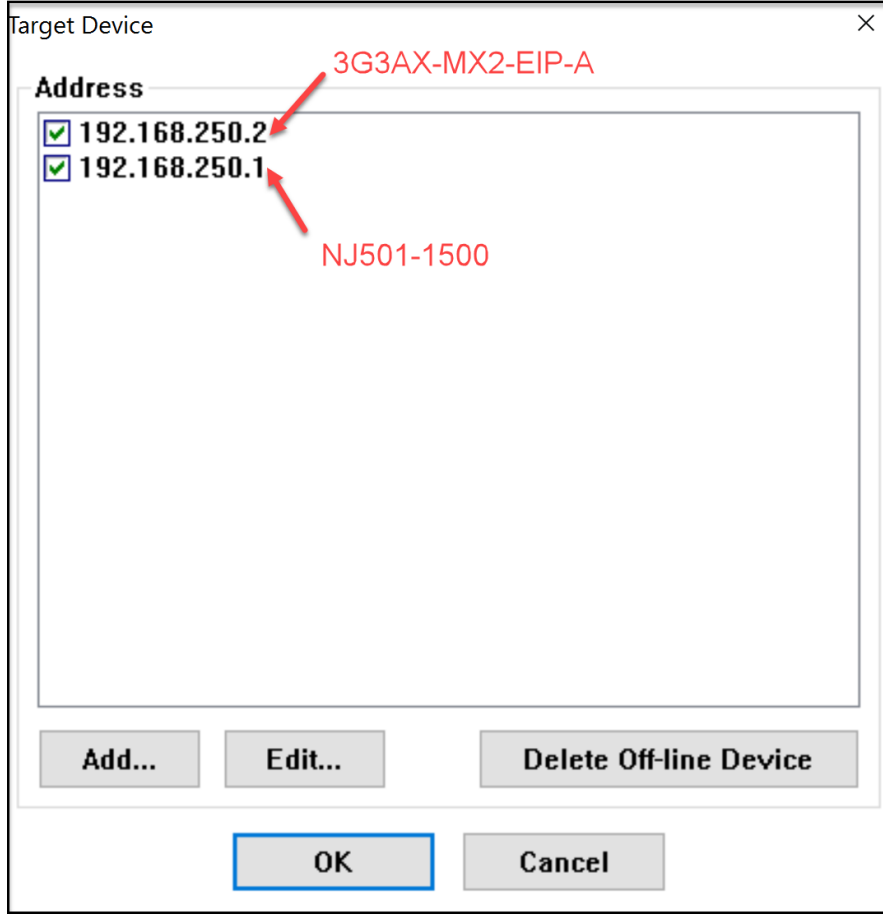 Target Device
3G3AX-MX2-EIP-A
Address
192.168.250.2
192.168.250.1
NJ501-1500
Add...
Edit...
Delete Off-line Device
OK
Cancel